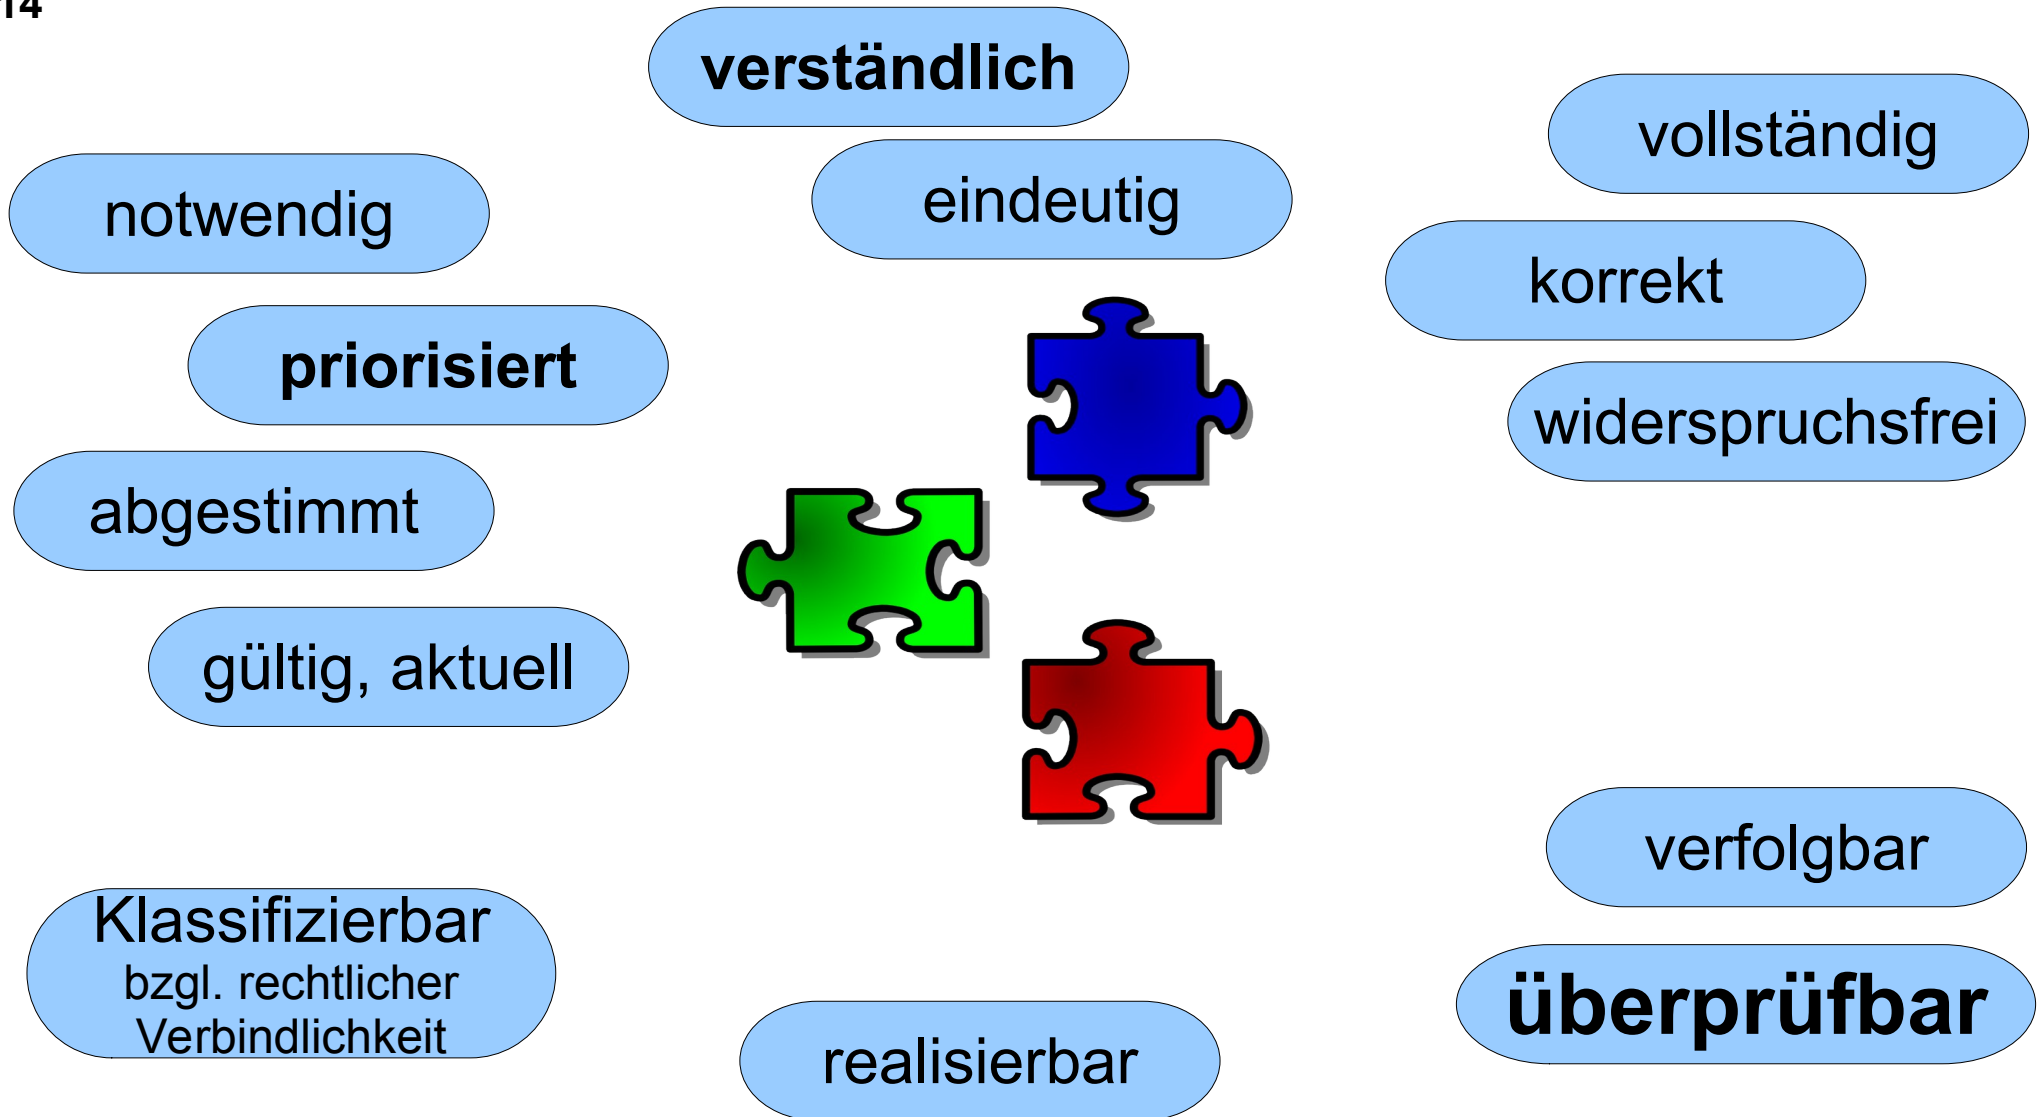 14
verständlich
eindeutig
vollständig
notwendig
korrekt
priorisiert
widerspruchsfrei
abgestimmt
gültig, aktuell
verfolgbar
Klassifizierbar
bzgl. rechtlicher
Verbindlichkeit
überprüfbar
realisierbar